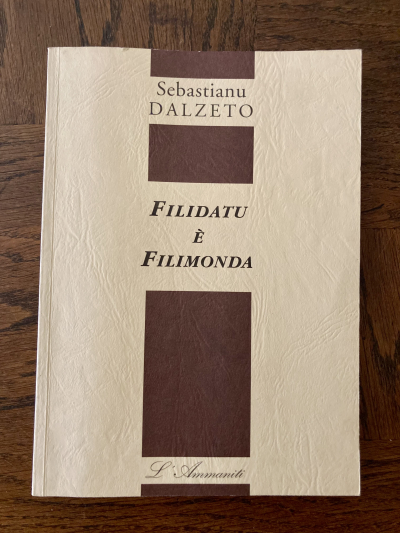 Sebastianu
DALZETO
FILIDATU
È
FILIMONDA
L'Ammaniti